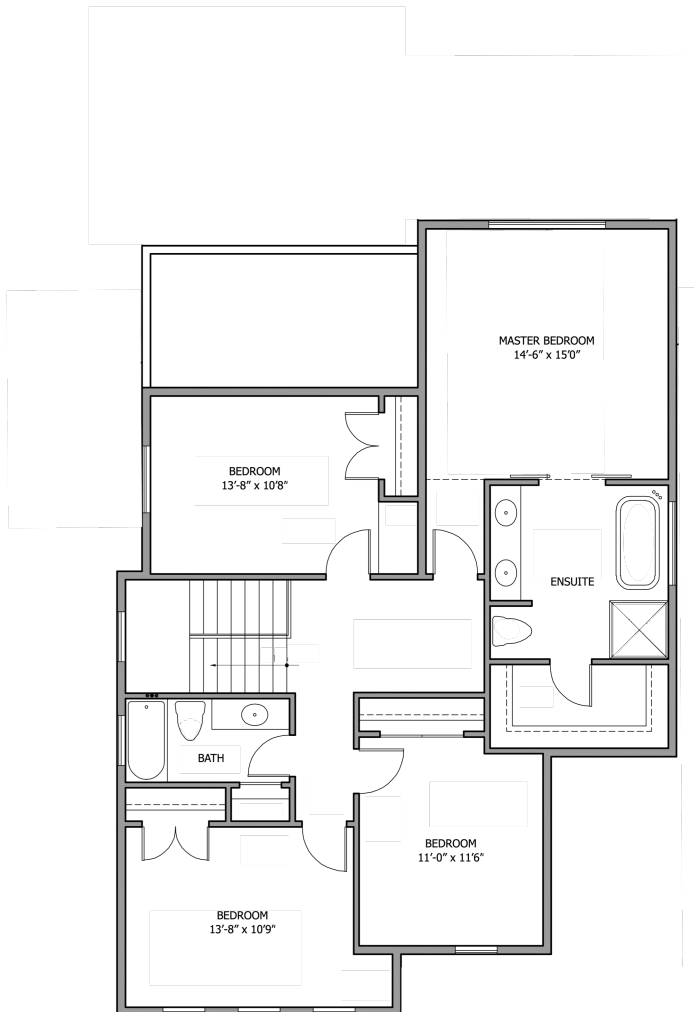 MASTER BEDROOM
14'-6" x 15'0"
BEDROOM
13'-8" x 10'8"
ENSUITE
BATH
BEDROOM
11'-0" x 11'6"
BEDROOM
13'-8" x 10'9"